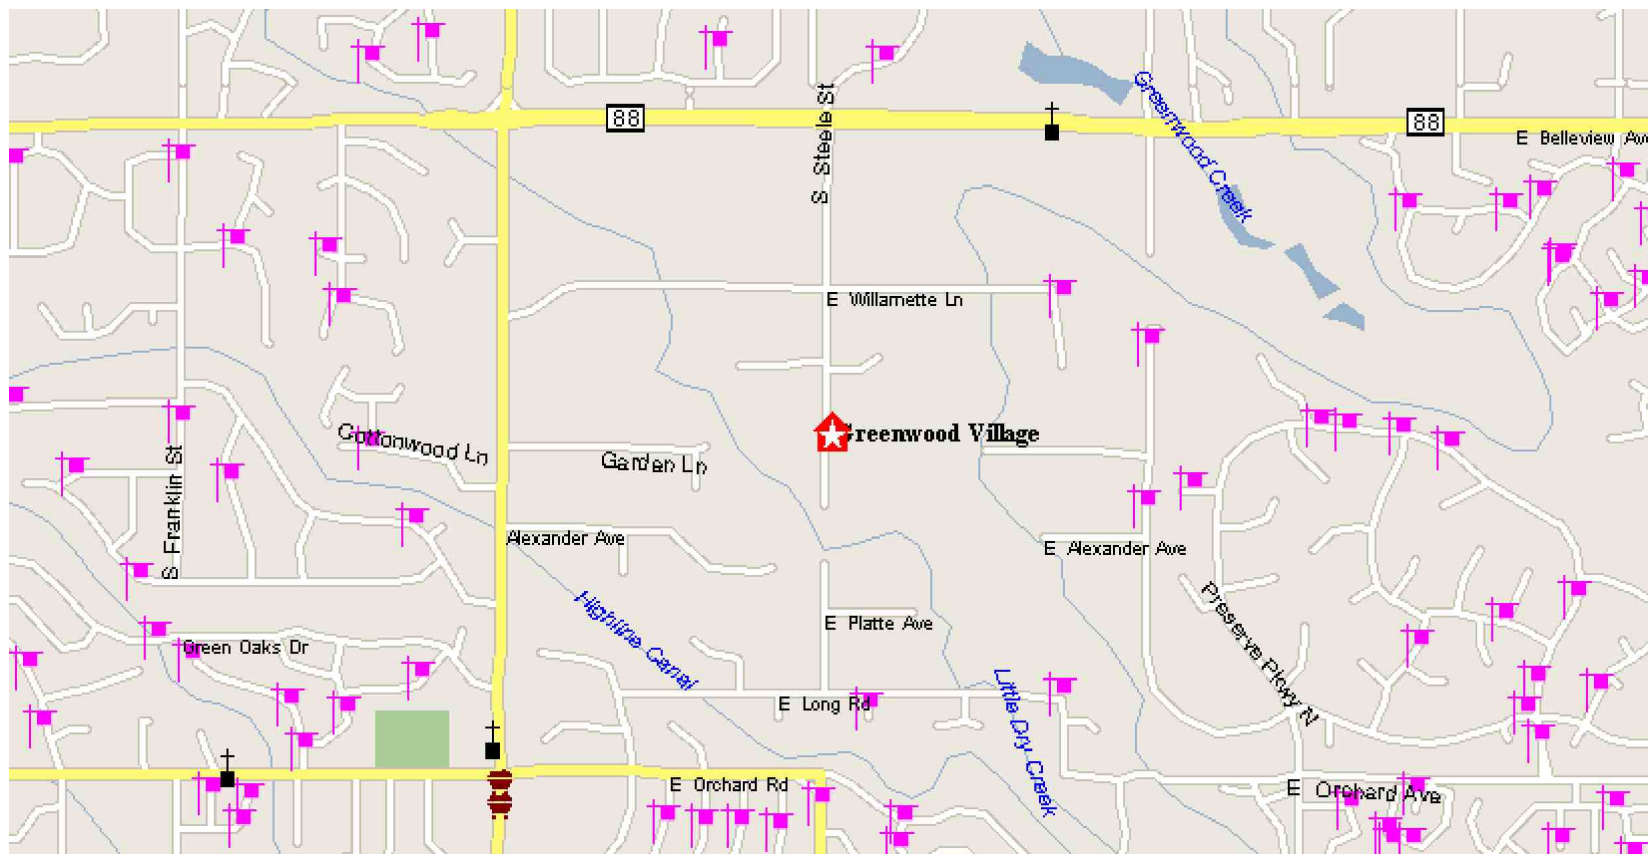 88
88
S Steele St
Greenwood Creek
E Belleview Av
E Willamette Ln
Cottonwood Ln
Garden Ln
Greenwood Village
S Franklin St
Alexander Ave
E Alexander Ave
Highline Canal
E Platte Ave
Preserve Pkwy N
Green Oaks Dr
Little Dry Creek
E Long Rd
E Orchard Rd
E Orchard Ave